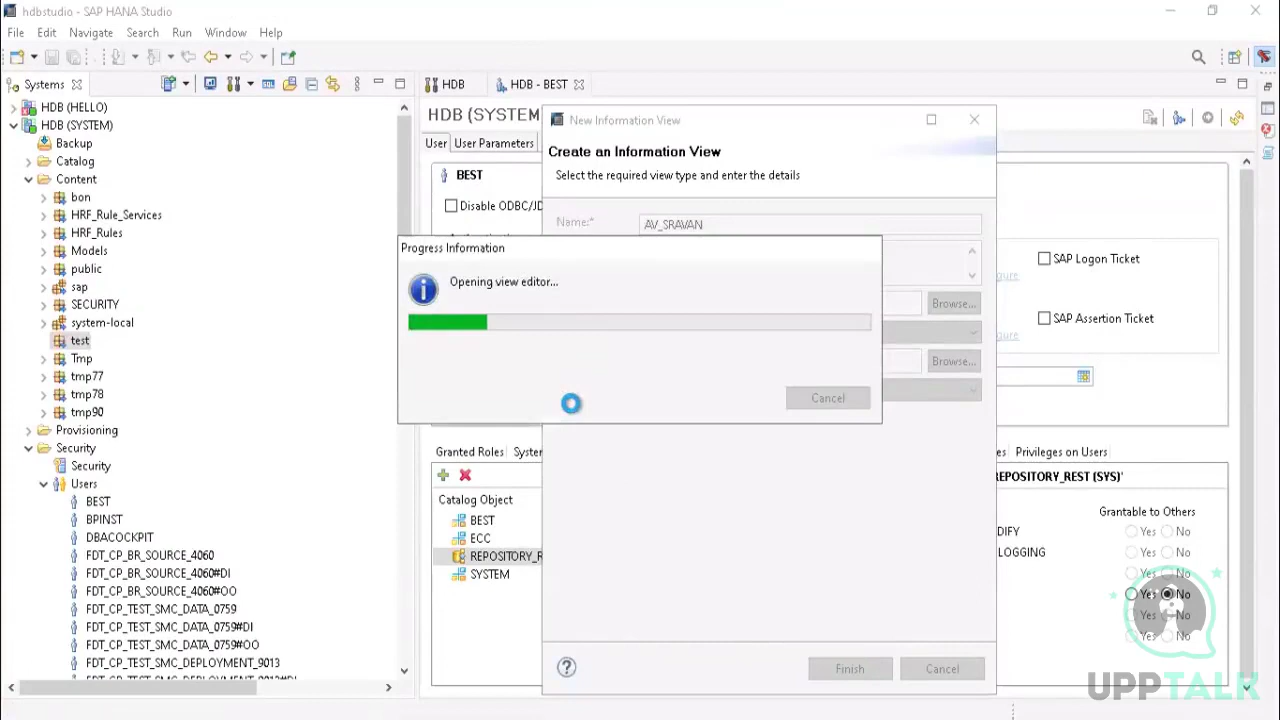 hdbstudio - SAP HANA Studio
File Edit Navigate Search Run Window Help
Systems
HDB (HELLO)
HDB (SYSTEM)
Backup
Catalog
Content
bon
HRF_Rule_Services
HRF_Rules
Models
public
sap
SECURITY
system-local
test
Tmp
tmp77
tmp78
tmp90
Provisioning
Security
Security
Users
BEST
BPINST
DBACOCKPIT
FDT_CP_BR_SOURCE_4060
FDT_CP_BR_SOURCE_4060#DI
FDT_CP_BR_SOURCE_4060#OO
FDT_CP_TEST_SMC_DATA_0759
FDT_CP_TEST_SMC_DATA_0759#DI
FDT_CP_TEST_SMC_DATA_0759#OO
FDT_CP_TEST_SMC_DEPLOYMENT_9013
HDB HDB - BEST
HDB (SYSTEM
User User Parameters
BEST
Disable ODBC/JD
SAP Logon Ticket
SAP Assertion Ticket
Granted Roles
Privileges on Users
Catalog Object
BEST
ECC
REPOSITORY_R
SYSTEM
REPOSITORY_REST (SYS)'
Grantable to Others
DIFY Yes No
LOGGING Yes No
Yes No
Yes No
Yes No
New Information View
Create an Information View
Select the required view type and enter the details
Name:* AV_SRAVAN
Browse...
Browse...
Finish Cancel
Progress Information
Opening view editor...
Cancel
UPPTALK